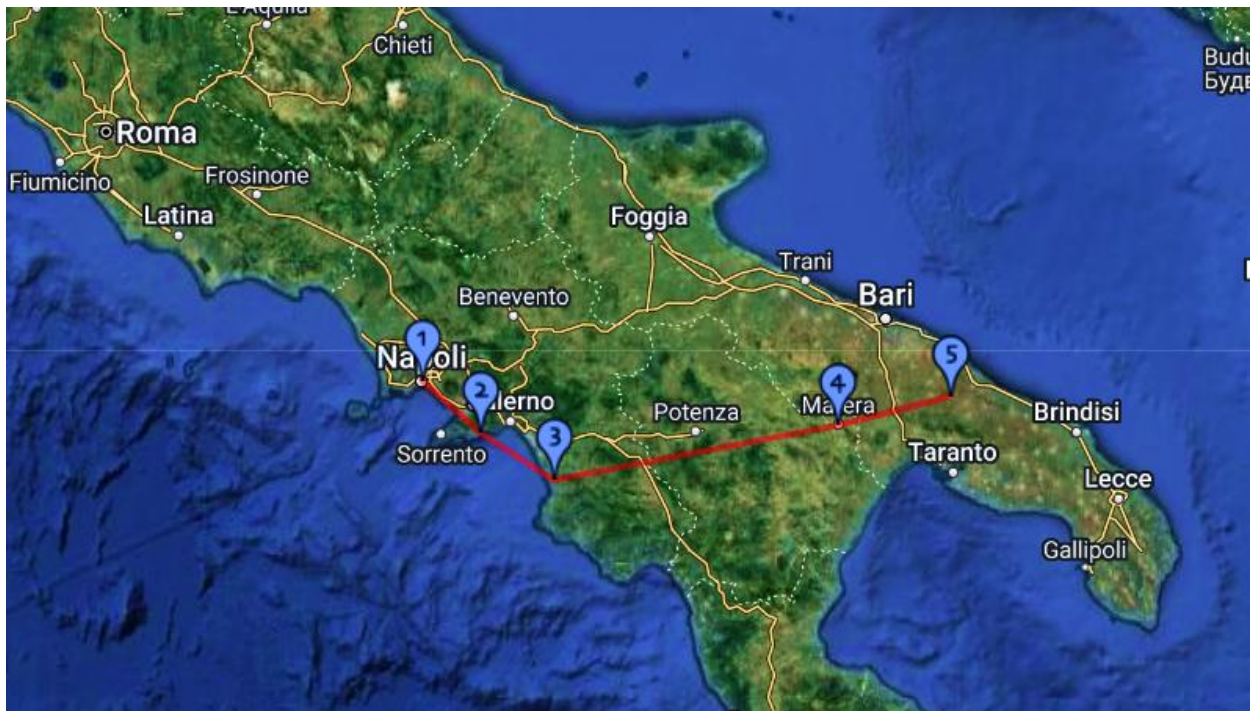 L'Aquila
Chieti
Budu
Будв
Roma
Fiumicino
Frosinone
Latina
Foggia
Trani
Benevento
Bari
1
Napoli
2
Salerno
5
4
Matera
3
Potenza
Sorrento
Brindisi
Taranto
Lecce
Gallipoli